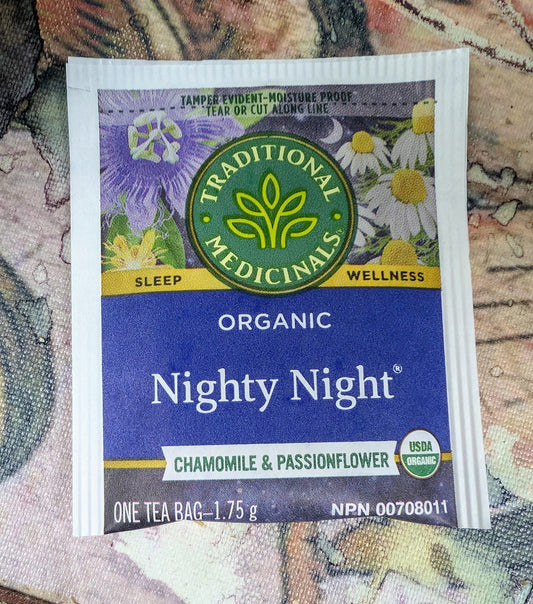 TAMPER EVIDENT-MOISTURE PROOF
TEAR OR CUT ALONG LINE
TRADITIONAL
MEDICINALS
SLEEP WELLNESS
ORGANIC
Nighty Night®
CHAMOMILE & PASSIONFLOWER
USDA
ORGANIC
ONE TEA BAG–1.75 g NPN 00708011